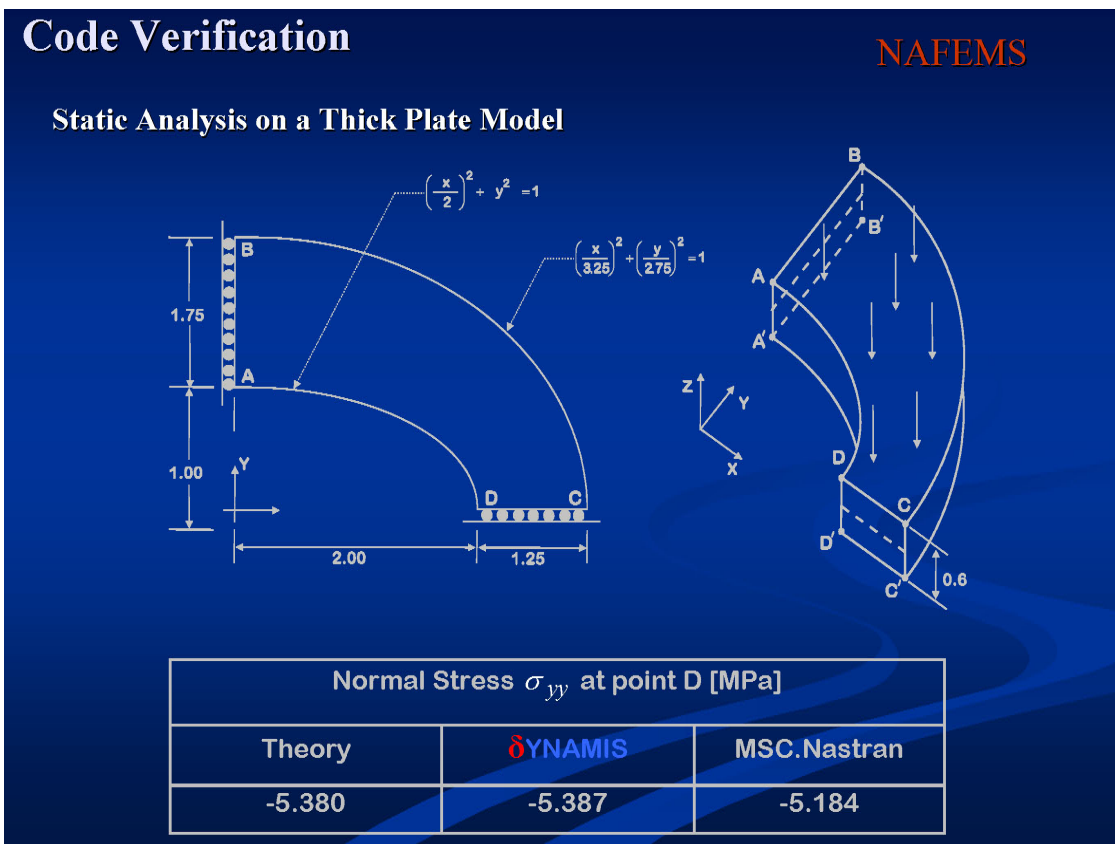 Code Verification
NAFEMS
Static Analysis on a Thick Plate Model
(x/2)² + y² =1
(x/3.25)² + (y/2.75)² =1
B
A
1.75
1.00
Y
D
C
2.00
1.25
B
B'
A
A'
Z
Y
X
D
C
D'
C'
0.6
Normal Stress σyy at point D [MPa]
Theory
δYNAMIS
MSC.Nastran
-5.380
-5.387
-5.184